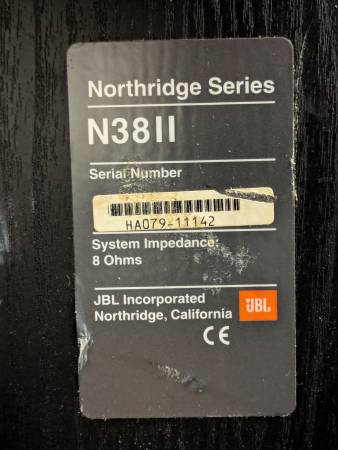 Northridge Series
N38II
Serial Number
HA079-11142
System Impedance:
8 Ohms
JBL Incorporated
Northridge, California
JBL
CE